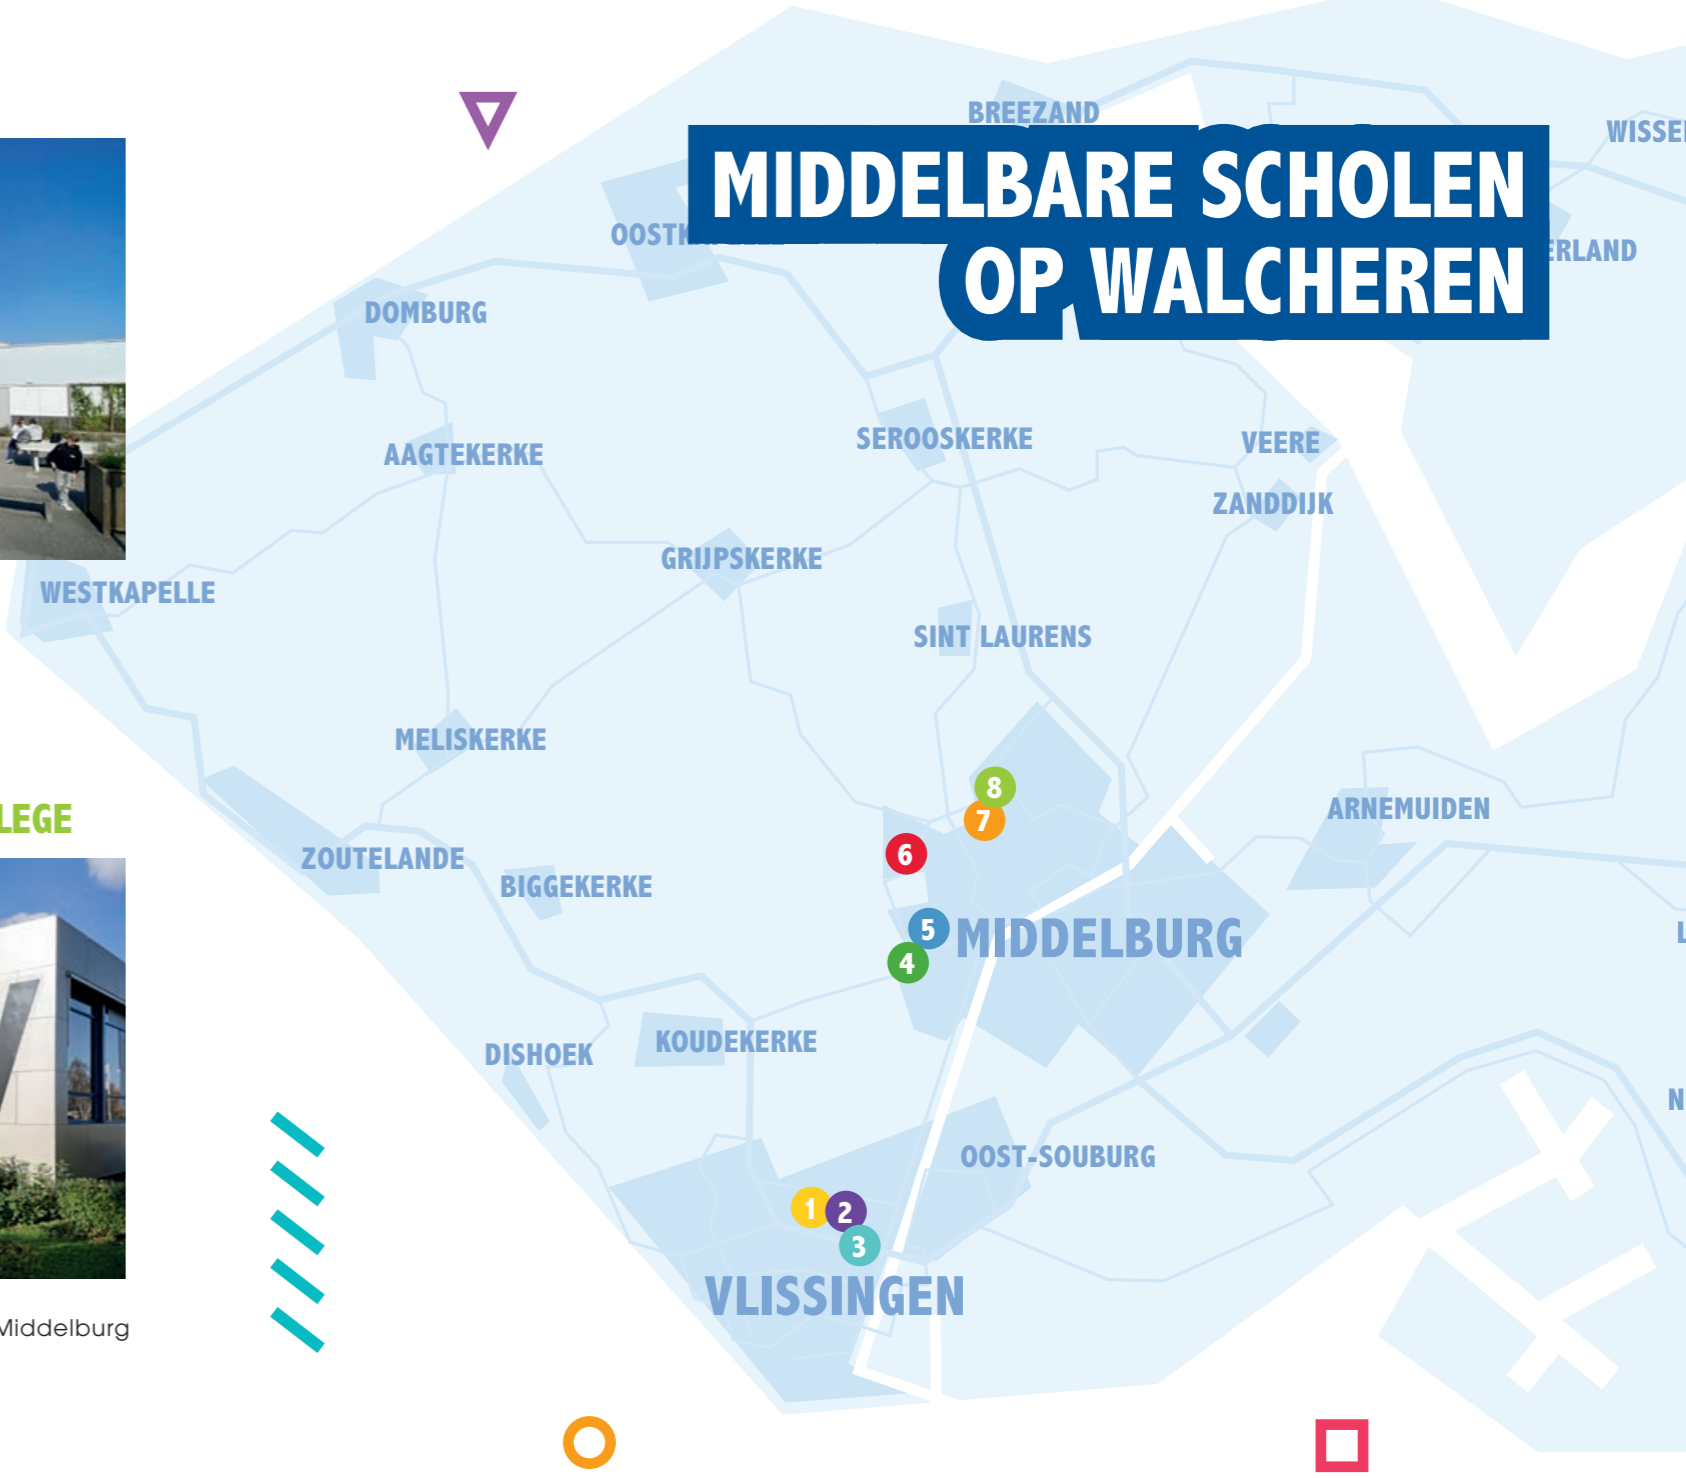 BREEZAND
MIDDELBARE SCHOLEN
OP WALCHEREN
WISSE
OOSTK
ERLAND
DOMBURG
SEROOSKERKE
VEERE
AAGTEKERKE
ZANDDIJK
GRIJPSKERKE
WESTKAPELLE
SINT LAURENS
MELISKERKE
8
7
ARNEMUIDEN
LEGE
6
ZOUTELANDE
BIGGEKERKE
5
MIDDELBURG
L
4
KOUDEKERKE
DISHOEK
N
OOST-SOUBURG
1
2
3
VLISSINGEN
Middelburg